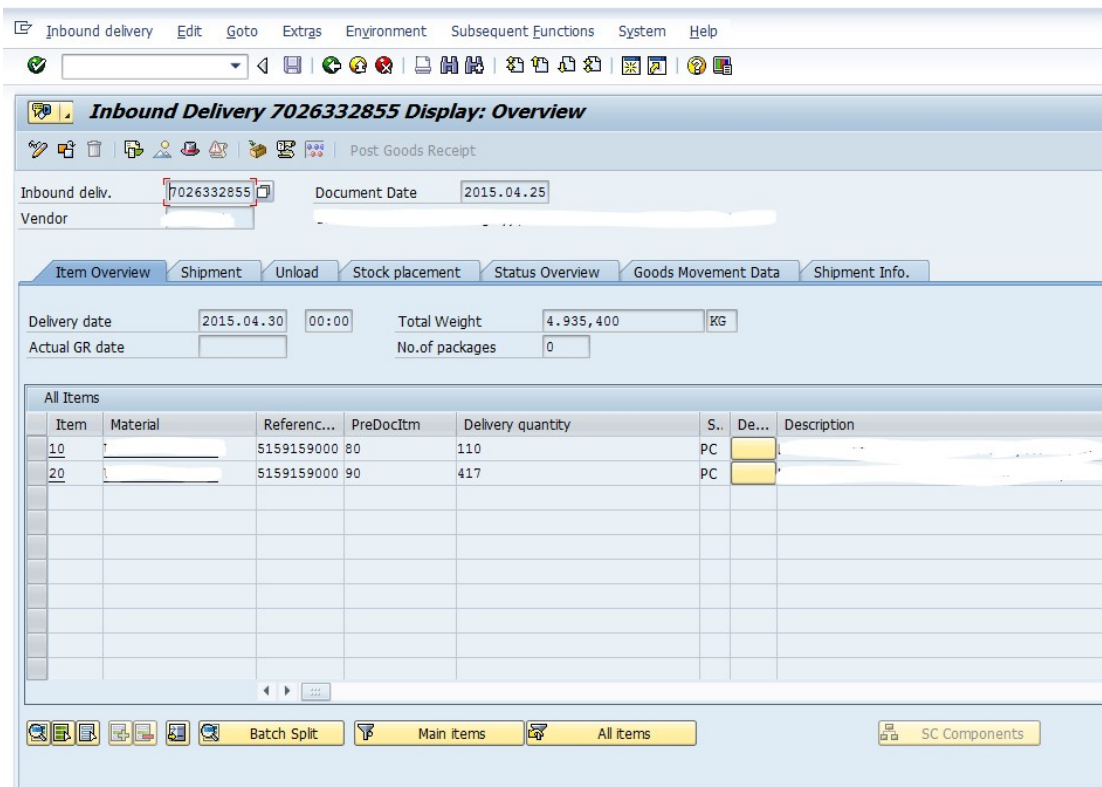 Inbound delivery Edit Goto Extras Environment Subsequent Functions System Help
Inbound Delivery 7026332855 Display: Overview
Post Goods Receipt
Inbound deliv. 7026332855 Document Date 2015.04.25
Vendor
Item Overview Shipment Unload Stock placement Status Overview Goods Movement Data Shipment Info.
Delivery date 2015.04.30 00:00 Total Weight 4.935,400 KG
Actual GR date No.of packages 0
All Items
Item Material Referenc... PreDocItm Delivery quantity S.. De... Description
10 5159159000 80 110 PC
20 5159159000 90 417 PC
Batch Split Main items All items SC Components